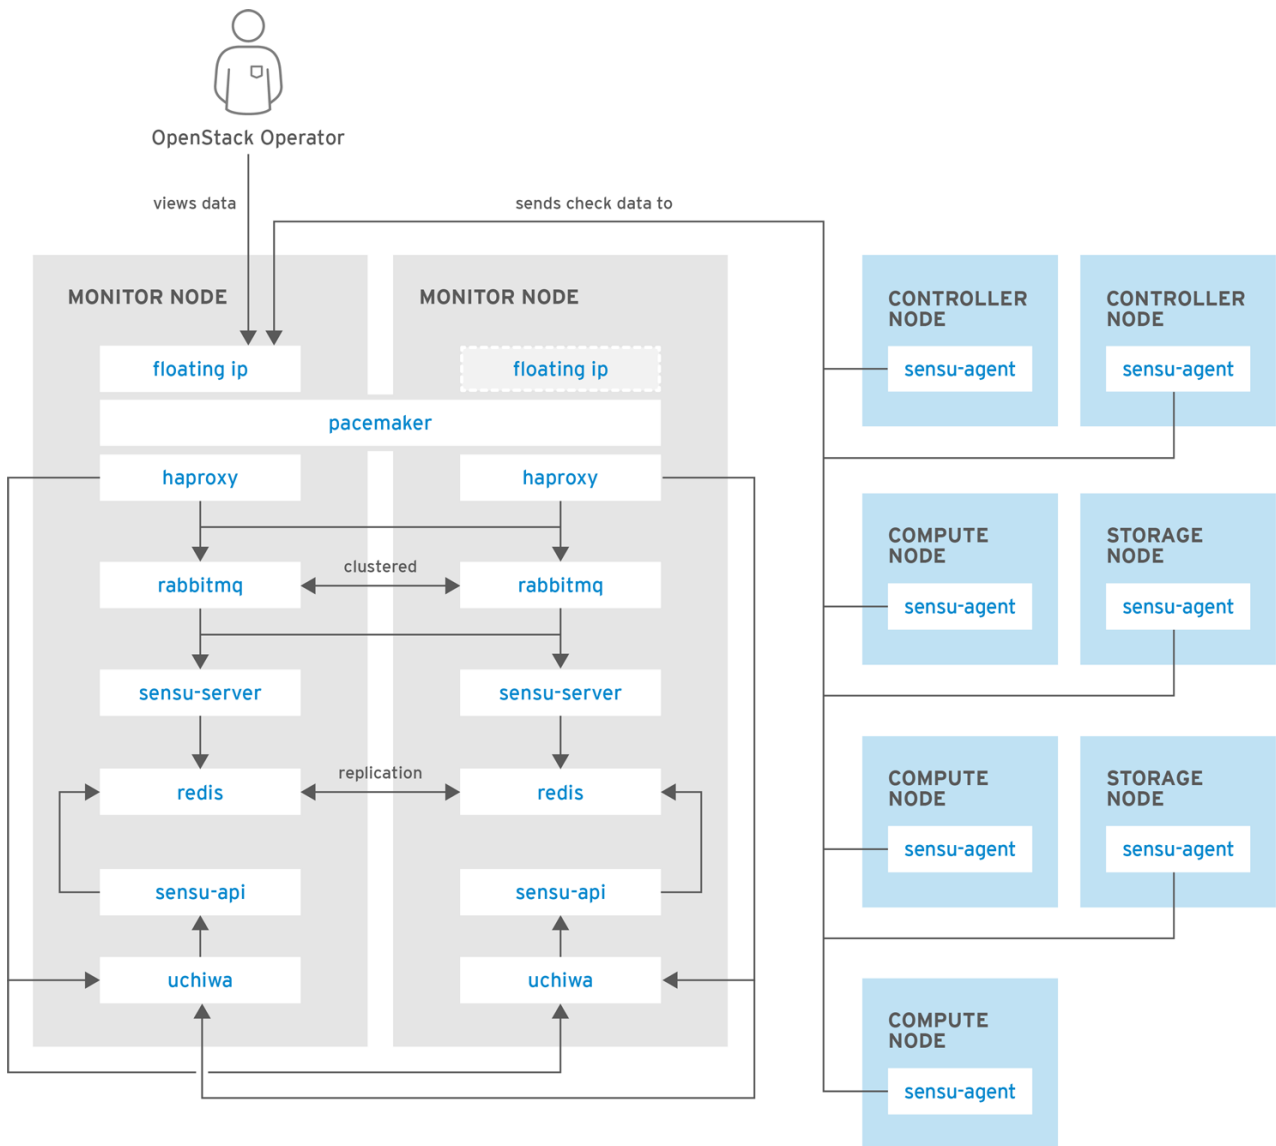 OpenStack Operator
views data
sends check data to
MONITOR NODE
floating ip
MONITOR NODE
floating ip
pacemaker
haproxy
haproxy
rabbitmq
clustered
rabbitmq
sensu-server
sensu-server
redis
replication
redis
sensu-api
sensu-api
uchiwa
uchiwa
CONTROLLER
NODE
sensu-agent
CONTROLLER
NODE
sensu-agent
COMPUTE
NODE
sensu-agent
STORAGE
NODE
sensu-agent
COMPUTE
NODE
sensu-agent
STORAGE
NODE
sensu-agent
COMPUTE
NODE
sensu-agent